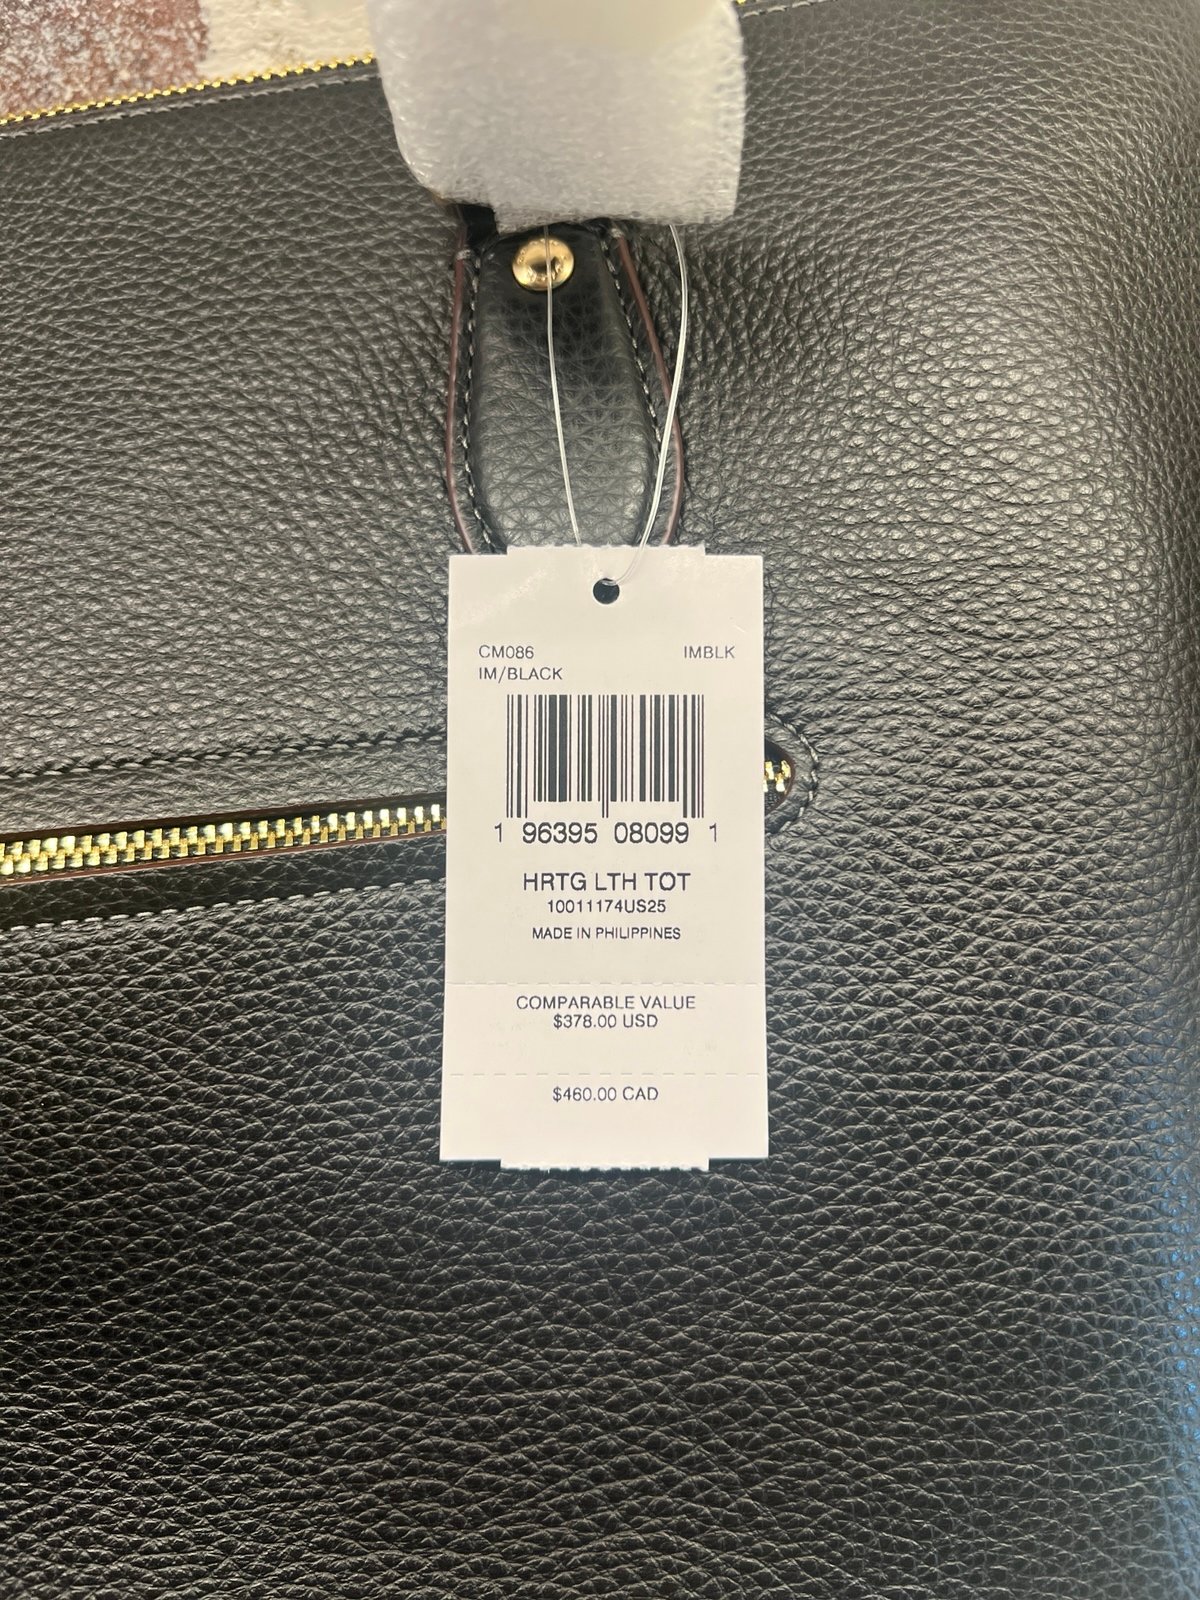 CM086 IMBLK
IM/BLACK
1 96395 08099 1
HRTG LTH TOT
10011174US25
MADE IN PHILIPPINES
COMPARABLE VALUE
$378.00 USD
$460.00 CAD